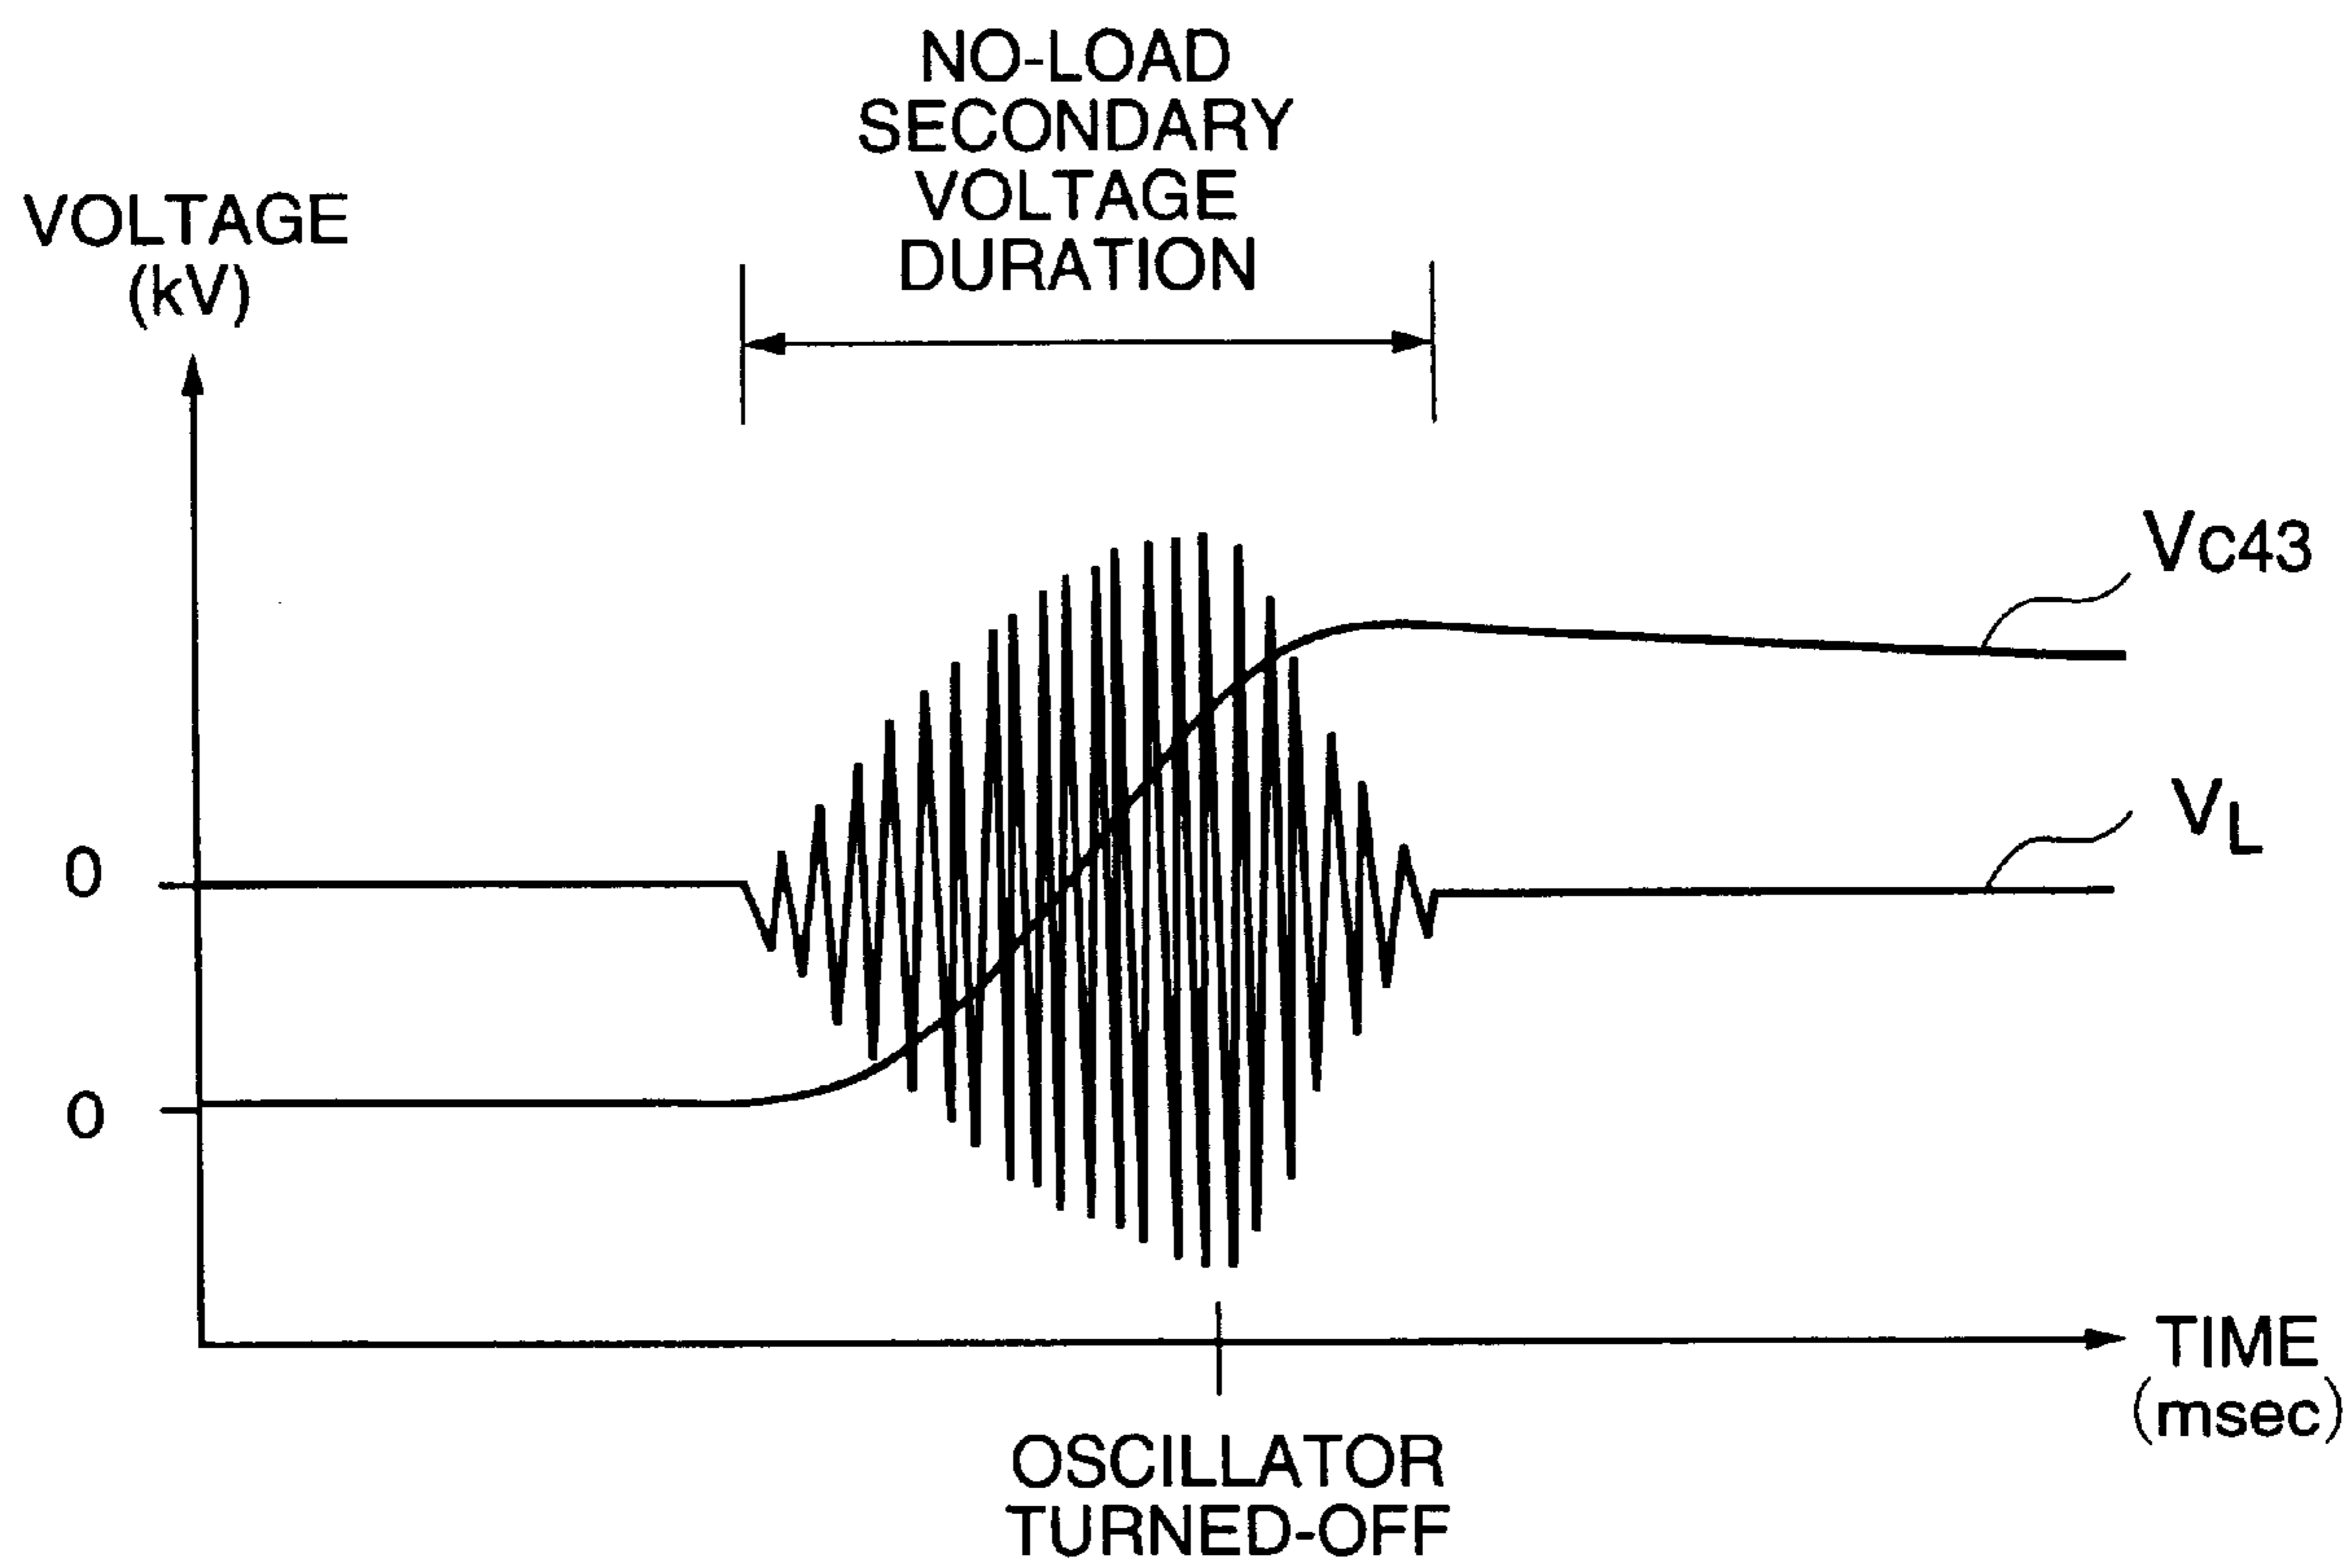 NO-LOAD
SECONDARY
VOLTAGE
DURATION
VOLTAGE
(kV)
Vc43
VL
0
0
TIME
(msec)
OSCILLATOR
TURNED-OFF